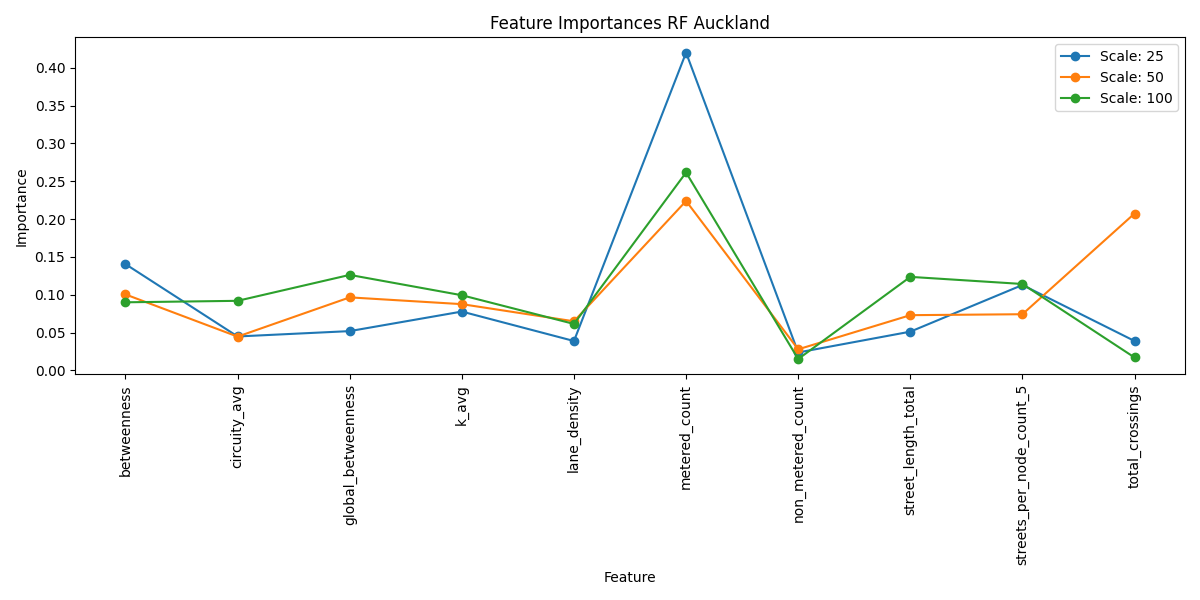 Feature Importances RF Auckland
Scale: 25
Scale: 50
Scale: 100
Importance
0.40
0.35
0.30
0.25
0.20
0.15
0.10
0.05
0.00
betweenness
circuity_avg
global_betweenness
k_avg
lane_density
metered_count
non_metered_count
street_length_total
streets_per_node_count_5
total_crossings
Feature